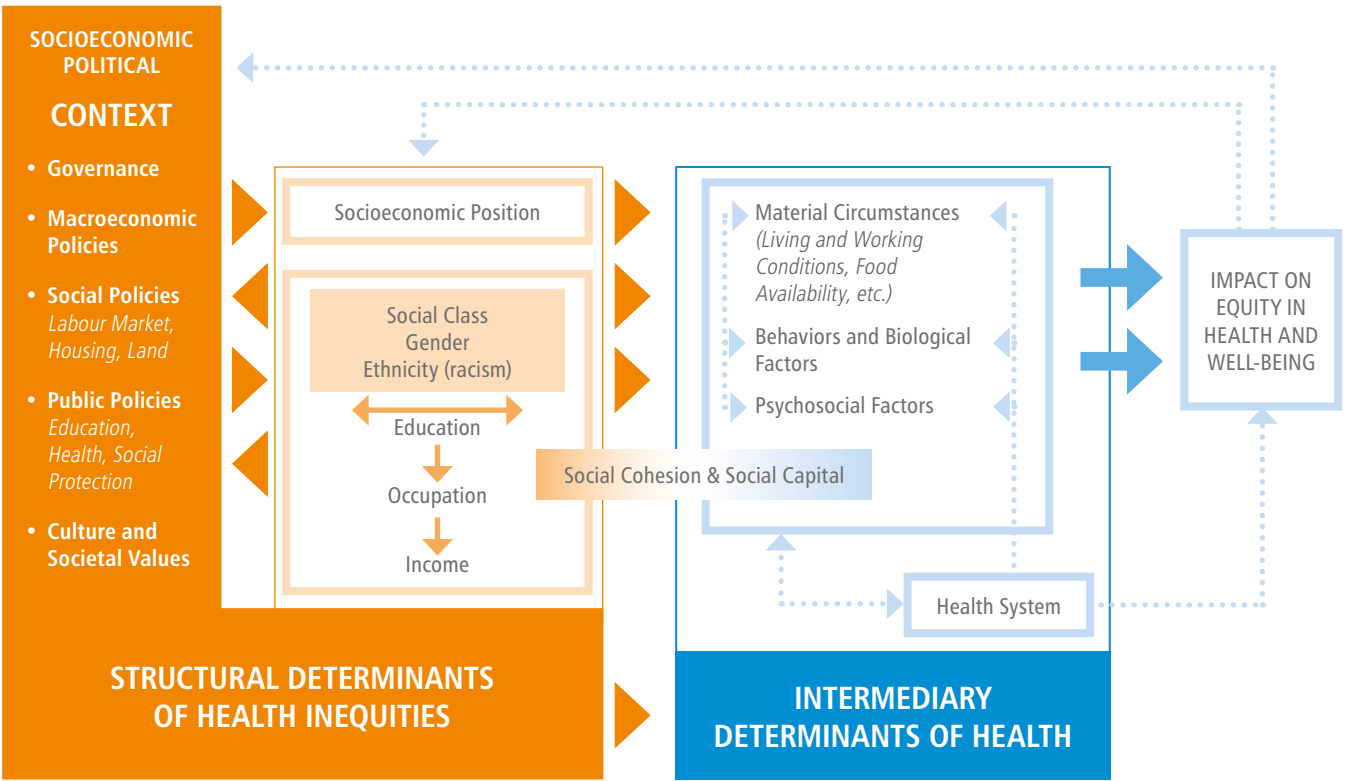 SOCIOECONOMIC
POLITICAL
CONTEXT
• Governance
• Macroeconomic
Policies
• Social Policies
Labour Market,
Housing, Land
• Public Policies
Education,
Health, Social
Protection
• Culture and
Societal Values
Socioeconomic Position
Social Class
Gender
Ethnicity (racism)
Education
Occupation
Income
Social Cohesion & Social Capital
Material Circumstances
(Living and Working
Conditions, Food
Availability, etc.)
Behaviors and Biological
Factors
Psychosocial Factors
Health System
IMPACT ON
EQUITY IN
HEALTH AND
WELL-BEING
STRUCTURAL DETERMINANTS
OF HEALTH INEQUITIES
INTERMEDIARY
DETERMINANTS OF HEALTH